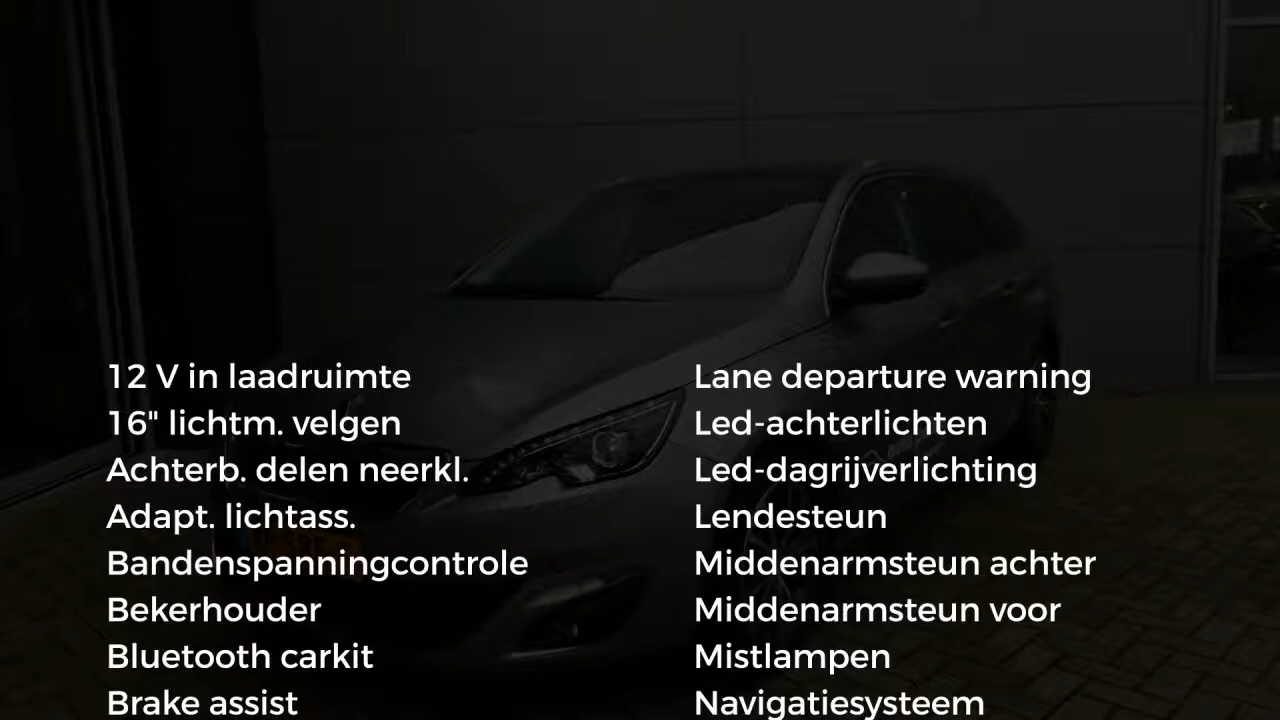 12 V in laadruimte
16" lichtm. velgen
Achterb. delen neerkl.
Adapt. lichtass.
Bandenspanningcontrole
Bekerhouder
Bluetooth carkit
Brake assist
Lane departure warning
Led-achterlichten
Led-dagrijverlichting
Lendesteun
Middenarmsteun achter
Middenarmsteun voor
Mistlampen
Navigatiesysteem